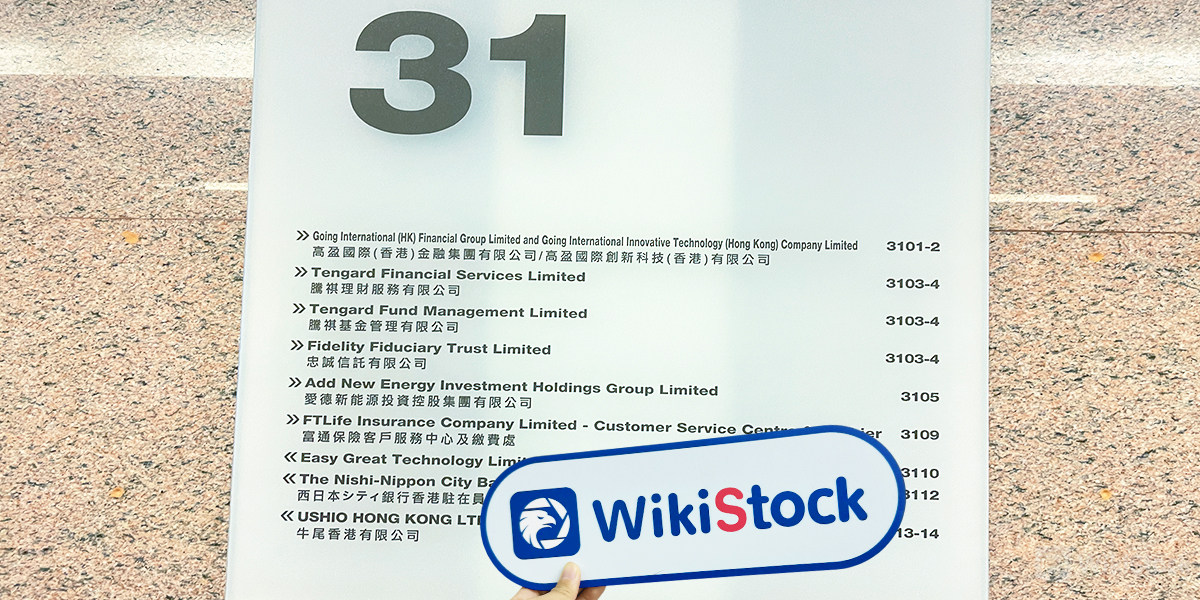 31
» Going International (HK) Financial Group Limited and Going International Innovative Technology (Hong Kong) Company Limited 3101-2
高盈國際(香港)金融集團有限公司/高盈國際創新科技(香港)有限公司
» Tengard Financial Services Limited 3103-4
騰祺理財服務有限公司
» Tengard Fund Management Limited 3103-4
騰祺基金管理有限公司
» Fidelity Fiduciary Trust Limited 3103-4
忠誠信託有限公司
» Add New Energy Investment Holdings Group Limited 3105
愛德新能源投資控股集團有限公司
» FTLife Insurance Company Limited - Customer Service 3109
富通保險客戶服務中心及繳費處
« Easy Great Technology 3110
« The Nishi-Nippon City 3112
西日本シティ銀行香港駐在員
« USHIO HONG KONG 13-14
牛尾香港有限公司
WikiStock